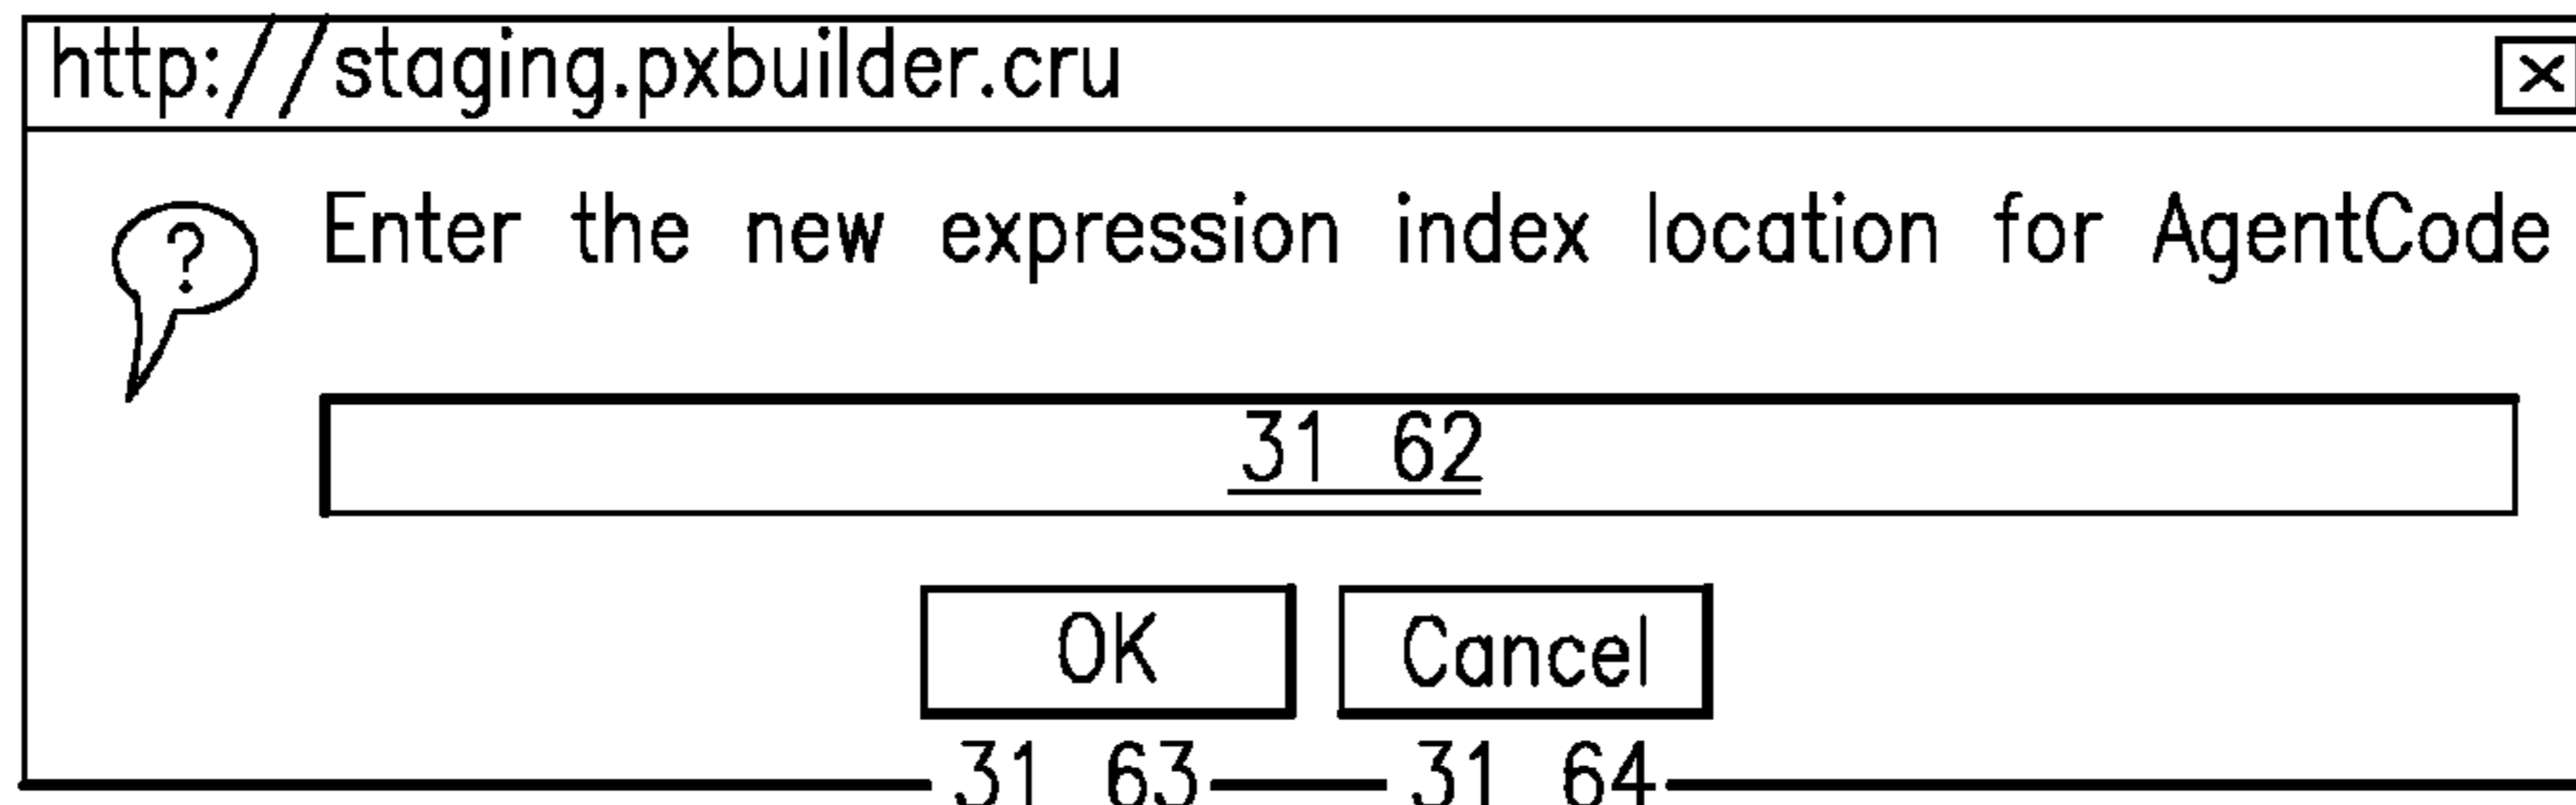 http://staging.pxbuilder.cru
Enter the new expression index location for AgentCode
31 62
OK Cancel
31 63 31 64